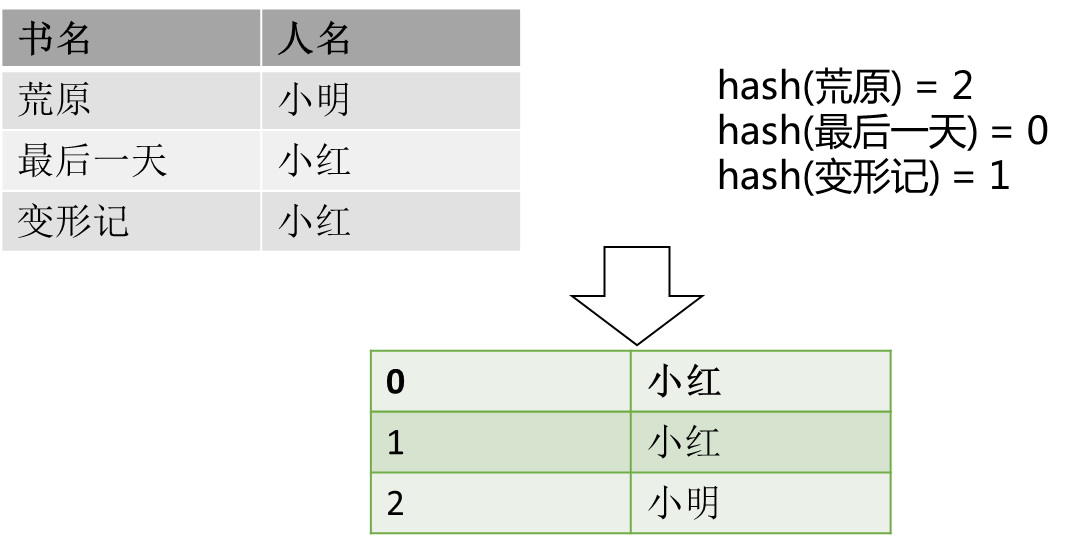 书名 人名
荒原 小明
最后一天 小红
变形记 小红
hash(荒原) = 2
hash(最后一天) = 0
hash(变形记) = 1
0 小红
1 小红
2 小明